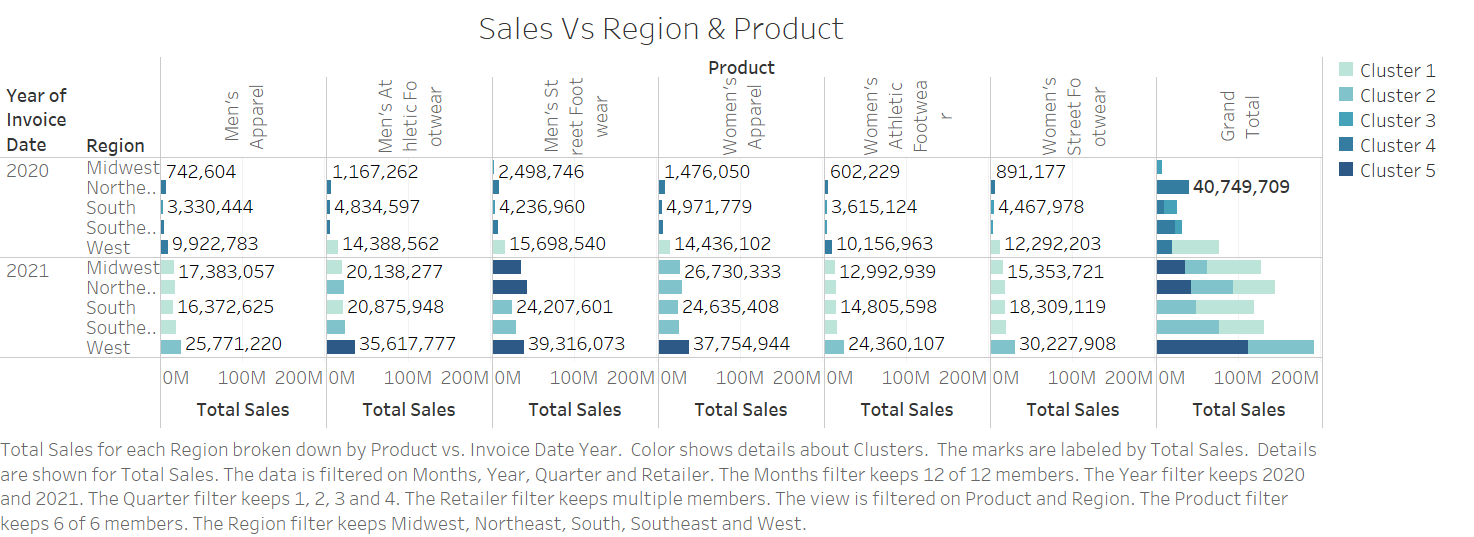 Sales Vs Region & Product
Product
Year of
Invoice
Date
Region
Men's
Apparel
Men's At
hletic Fo
otwear
Men's St
reet Foot
wear
Women's
Apparel
Women's
Athletic
Footwea
r
Women's
Street Fo
otwear
Grand
Total
Cluster 1
Cluster 2
Cluster 3
Cluster 4
Cluster 5
2020
Midwest 742,604 1,167,262 2,498,746 1,476,050 602,229 891,177
Northe.. 40,749,709
South 3,330,444 4,834,597 4,236,960 4,971,779 3,615,124 4,467,978
Southe..
West 9,922,783 14,388,562 15,698,540 14,436,102 10,156,963 12,292,203
2021
Midwest 17,383,057 20,138,277 26,730,333 12,992,939 15,353,721
Northe..
South 16,372,625 20,875,948 24,207,601 24,635,408 14,805,598 18,309,119
Southe..
West 25,771,220 35,617,777 39,316,073 37,754,944 24,360,107 30,227,908
0M 100M 200M 0M 100M 200M 0M 100M 200M 0M 100M 200M 0M 100M 200M 0M 100M 200M 0M 100M 200M
Total Sales Total Sales Total Sales Total Sales Total Sales Total Sales Total Sales
Total Sales for each Region broken down by Product vs. Invoice Date Year.  Color shows details about Clusters.  The marks are labeled by Total Sales.  Details
are shown for Total Sales. The data is filtered on Months, Year, Quarter and Retailer. The Months filter keeps 12 of 12 members. The Year filter keeps 2020
and 2021. The Quarter filter keeps 1, 2, 3 and 4. The Retailer filter keeps multiple members. The view is filtered on Product and Region. The Product filter
keeps 6 of 6 members. The Region filter keeps Midwest, Northeast, South, Southeast and West.